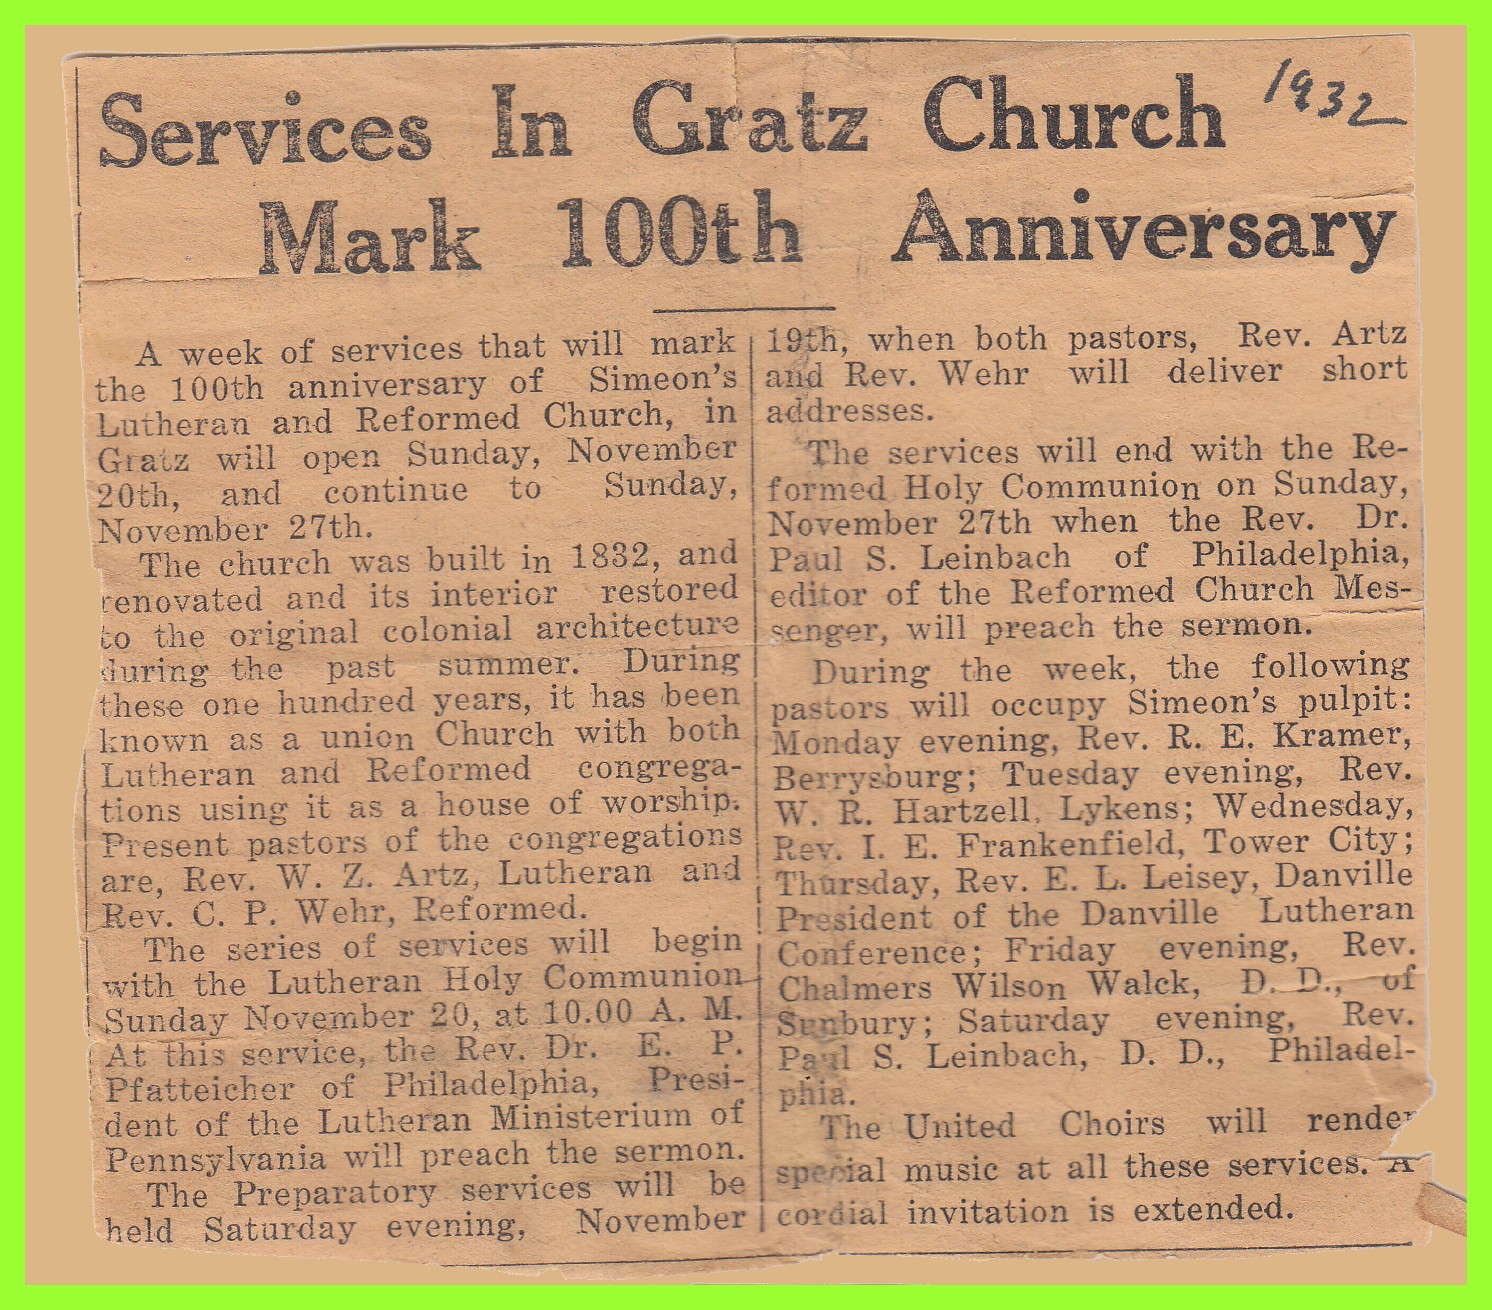 Services In Gratz Church 1932
Mark 100th Anniversary
A week of services that will mark
the 100th anniversary of Simeon's
Lutheran and Reformed Church, in
Gratz will open Sunday, November
20th, and continue to Sunday,
November 27th.
The church was built in 1832, and
renovated and its interior restored
to the original colonial architecture
during the past summer. During
these one hundred years, it has been
known as a union Church with both
Lutheran and Reformed congrega-
tions using it as a house of worship.
Present pastors of the congregations
are, Rev. W. Z. Artz, Lutheran and
Rev. C. P. Wehr, Reformed.
The series of services will begin
with the Lutheran Holy Communion
Sunday November 20, at 10.00 A. M.
At this service, the Rev. Dr. E. P.
Pfatteicher of Philadelphia, Presi-
dent of the Lutheran Ministerium of
Pennsylvania will preach the sermon.
The Preparatory services will be
held Saturday evening, November
19th, when both pastors, Rev. Artz
and Rev. Wehr will deliver short
addresses.
The services will end with the Re-
formed Holy Communion on Sunday,
November 27th when the Rev. Dr.
Paul S. Leinbach of Philadelphia,
editor of the Reformed Church Mes-
senger, will preach the sermon.
During the week, the following
pastors will occupy Simeon's pulpit:
Monday evening, Rev. R. E. Kramer,
Berrysburg; Tuesday evening, Rev.
W. R. Hartzell, Lykens; Wednesday,
Rev. I. E. Frankenfield, Tower City;
Thursday, Rev. E. L. Leisey, Danville
President of the Danville Lutheran
Conference; Friday evening, Rev.
Chalmers Wilson Walck, D. D., of
Sunbury; Saturday evening, Rev.
Paul S. Leinbach, D. D., Philadel-
phia.
The United Choirs will render
special music at all these services. A
cordial invitation is extended.